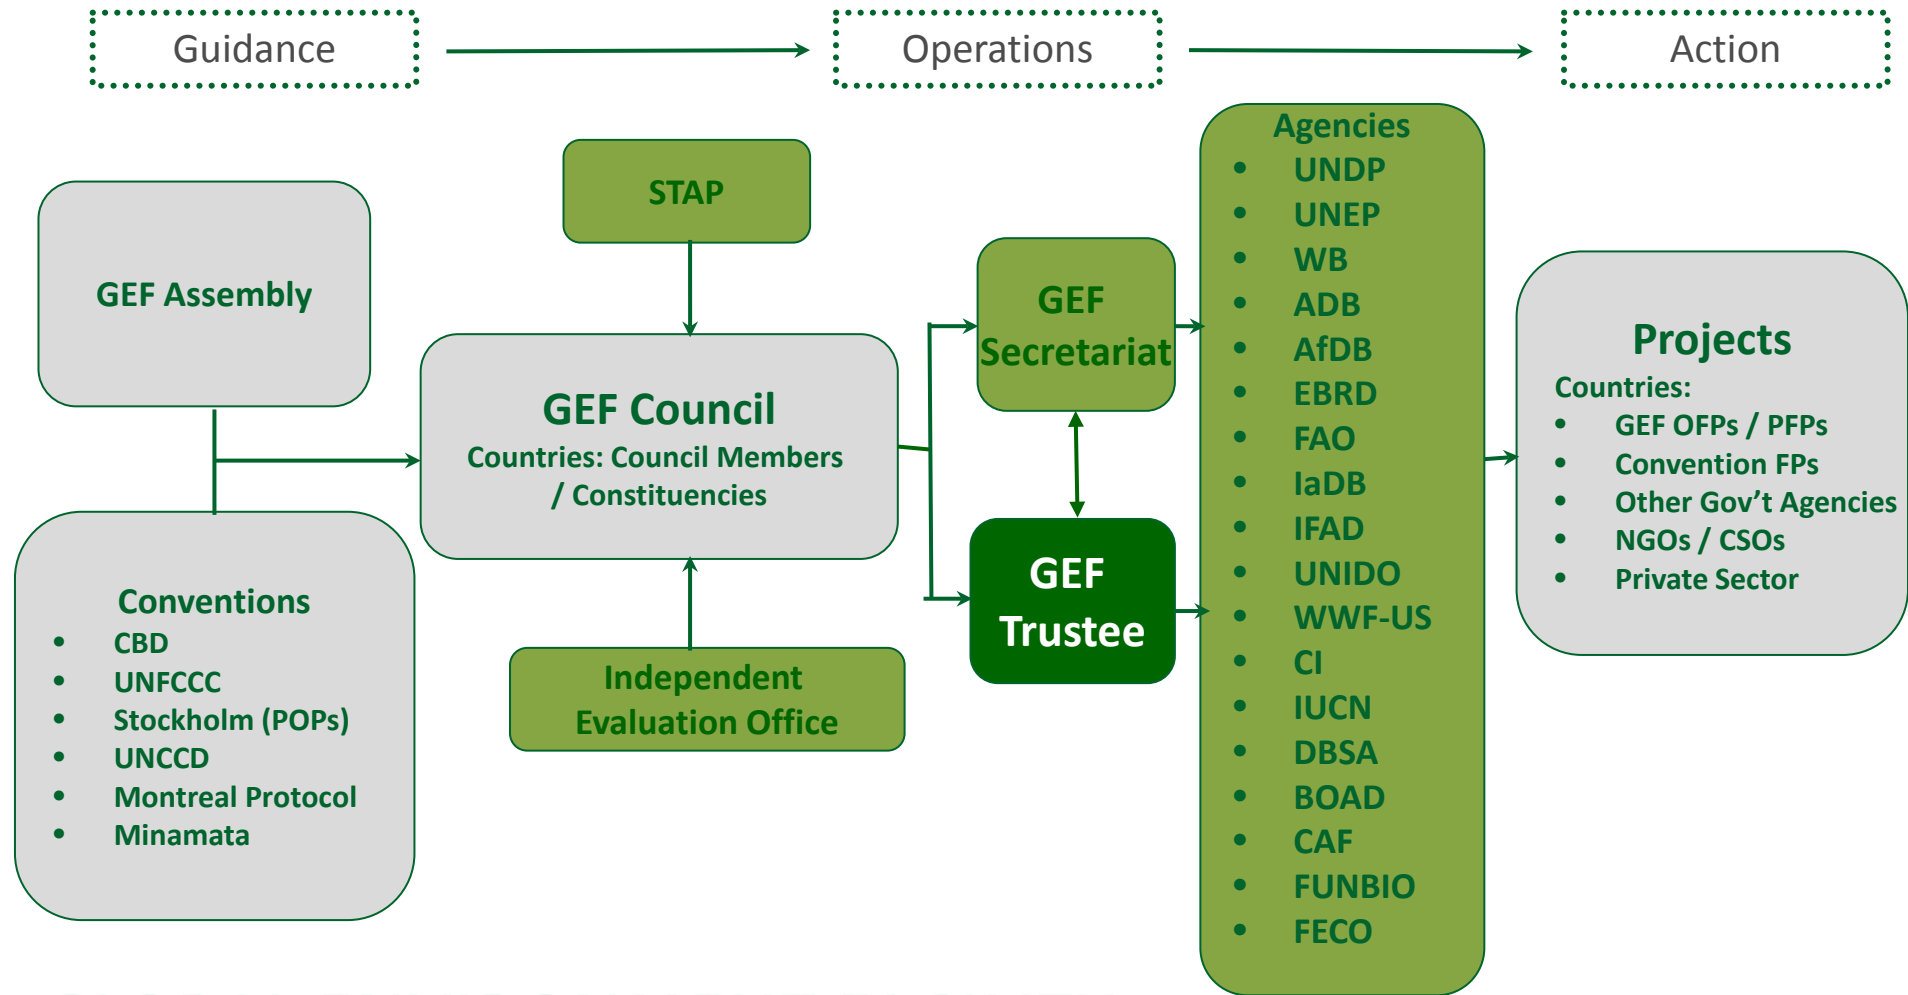 Guidance
Operations
Action
GEF Assembly
Conventions
• CBD
• UNFCCC
• Stockholm (POPs)
• UNCCD
• Montreal Protocol
• Minamata
STAP
GEF Council
Countries: Council Members
/ Constituencies
Independent
Evaluation Office
GEF
Secretariat
GEF
Trustee
Agencies
• UNDP
• UNEP
• WB
• ADB
• AfDB
• EBRD
• FAO
• IaDB
• IFAD
• UNIDO
• WWF-US
• CI
• IUCN
• DBSA
• BOAD
• CAF
• FUNBIO
• FECO
Projects
Countries:
• GEF OFPs / PFPs
• Convention FPs
• Other Gov’t Agencies
• NGOs / CSOs
• Private Sector